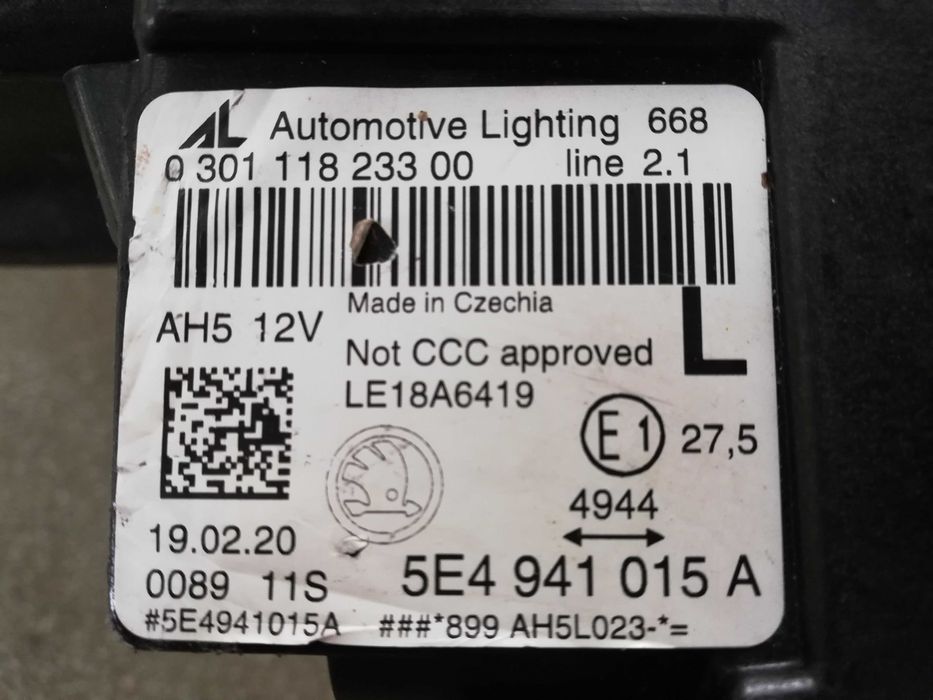 AL Automotive Lighting 668
0 301 118 233 00 line 2.1
Made in Czechia
L
AH5 12V
Not CCC approved
LE18A6419
E1 27,5
4944
19.02.20
5E4 941 015 A
0089 11S
#5E4941015A ###*899 AH5L023-*=